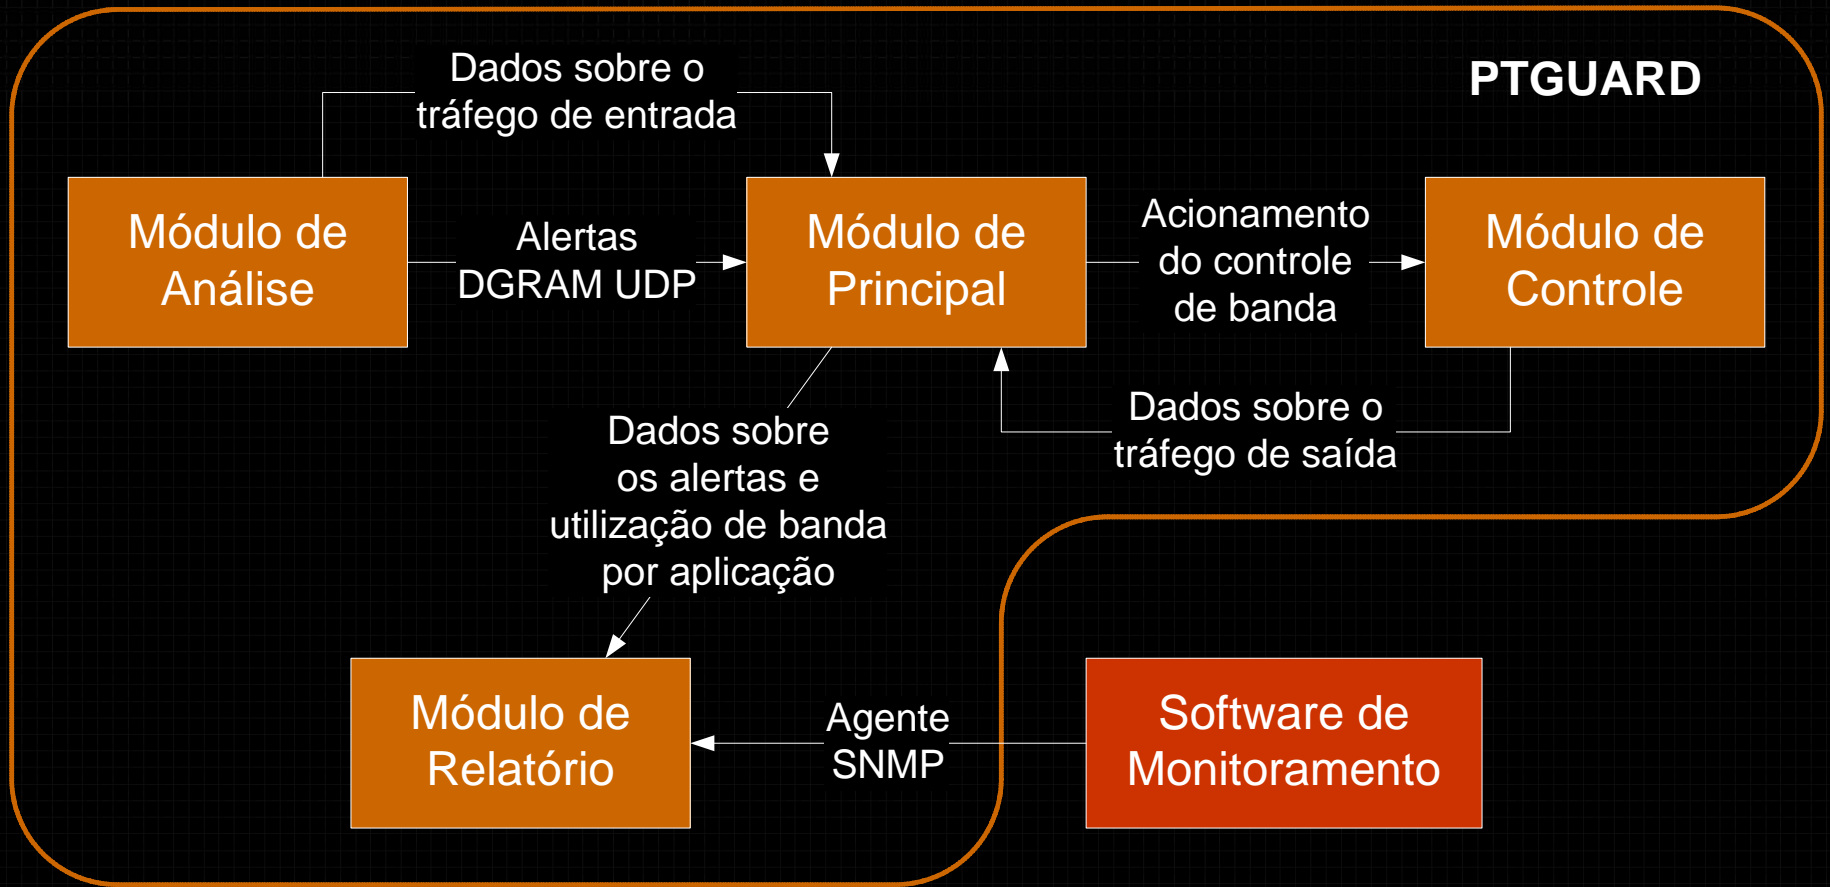 Dados sobre o
tráfego de entrada
PTGUARD
Módulo de
Análise
Alertas
DGRAM UDP
Módulo de
Principal
Acionamento
do controle
de banda
Módulo de
Controle
Dados sobre o
tráfego de saída
Dados sobre
os alertas e
utilização de banda
por aplicação
Módulo de
Relatório
Agente
SNMP
Software de
Monitoramento